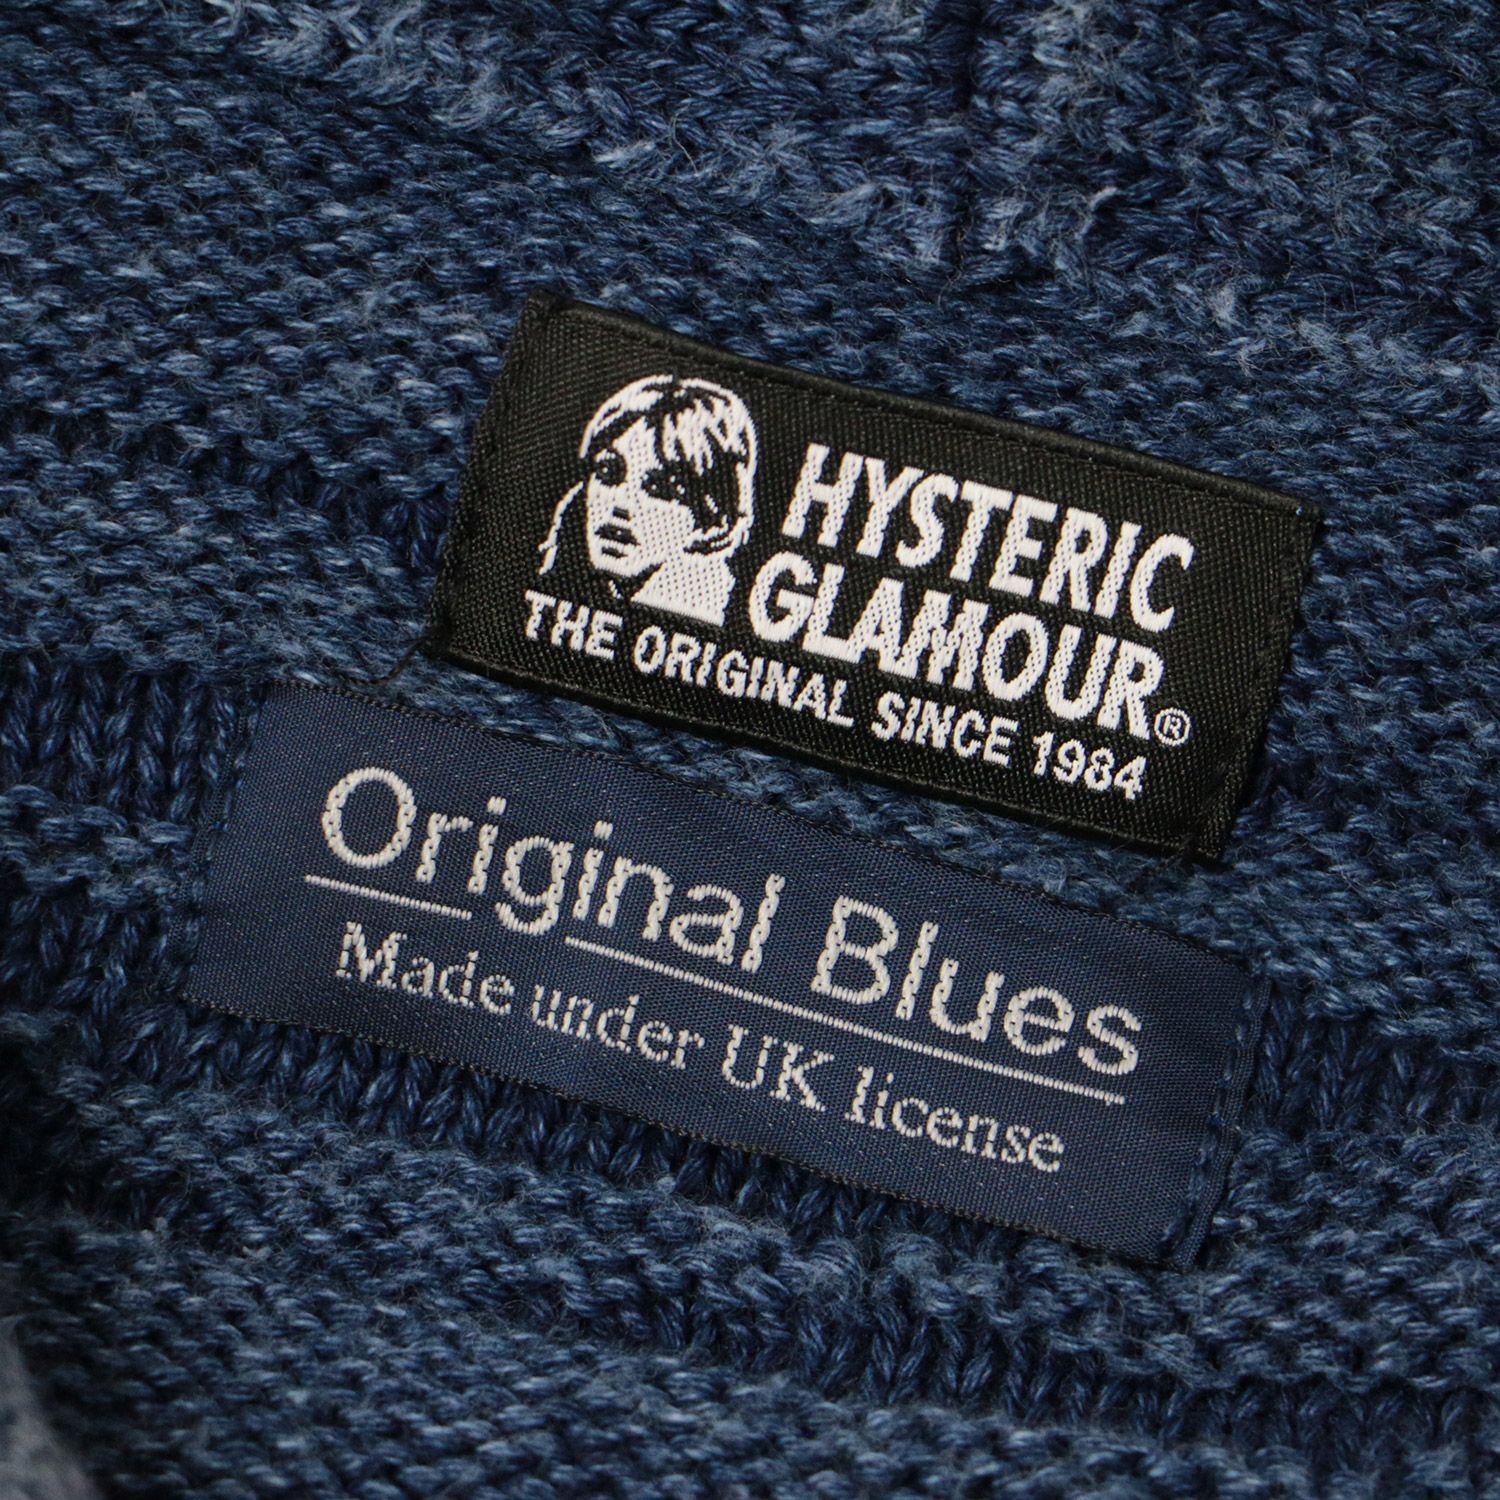 HYSTERIC
GLAMOUR®
THE ORIGINAL SINCE 1984
Original Blues
Made under UK license